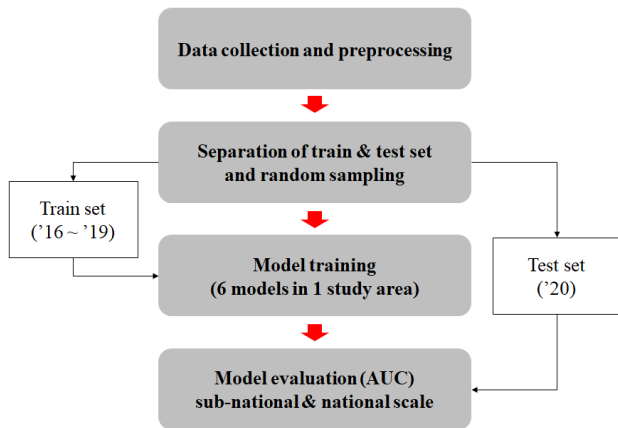 Data collection and preprocessing
Separation of train & test set
and random sampling
Train set
(’16 ~ ’19)
Model training
(6 models in 1 study area)
Test set
(’20)
Model evaluation (AUC)
sub-national & national scale